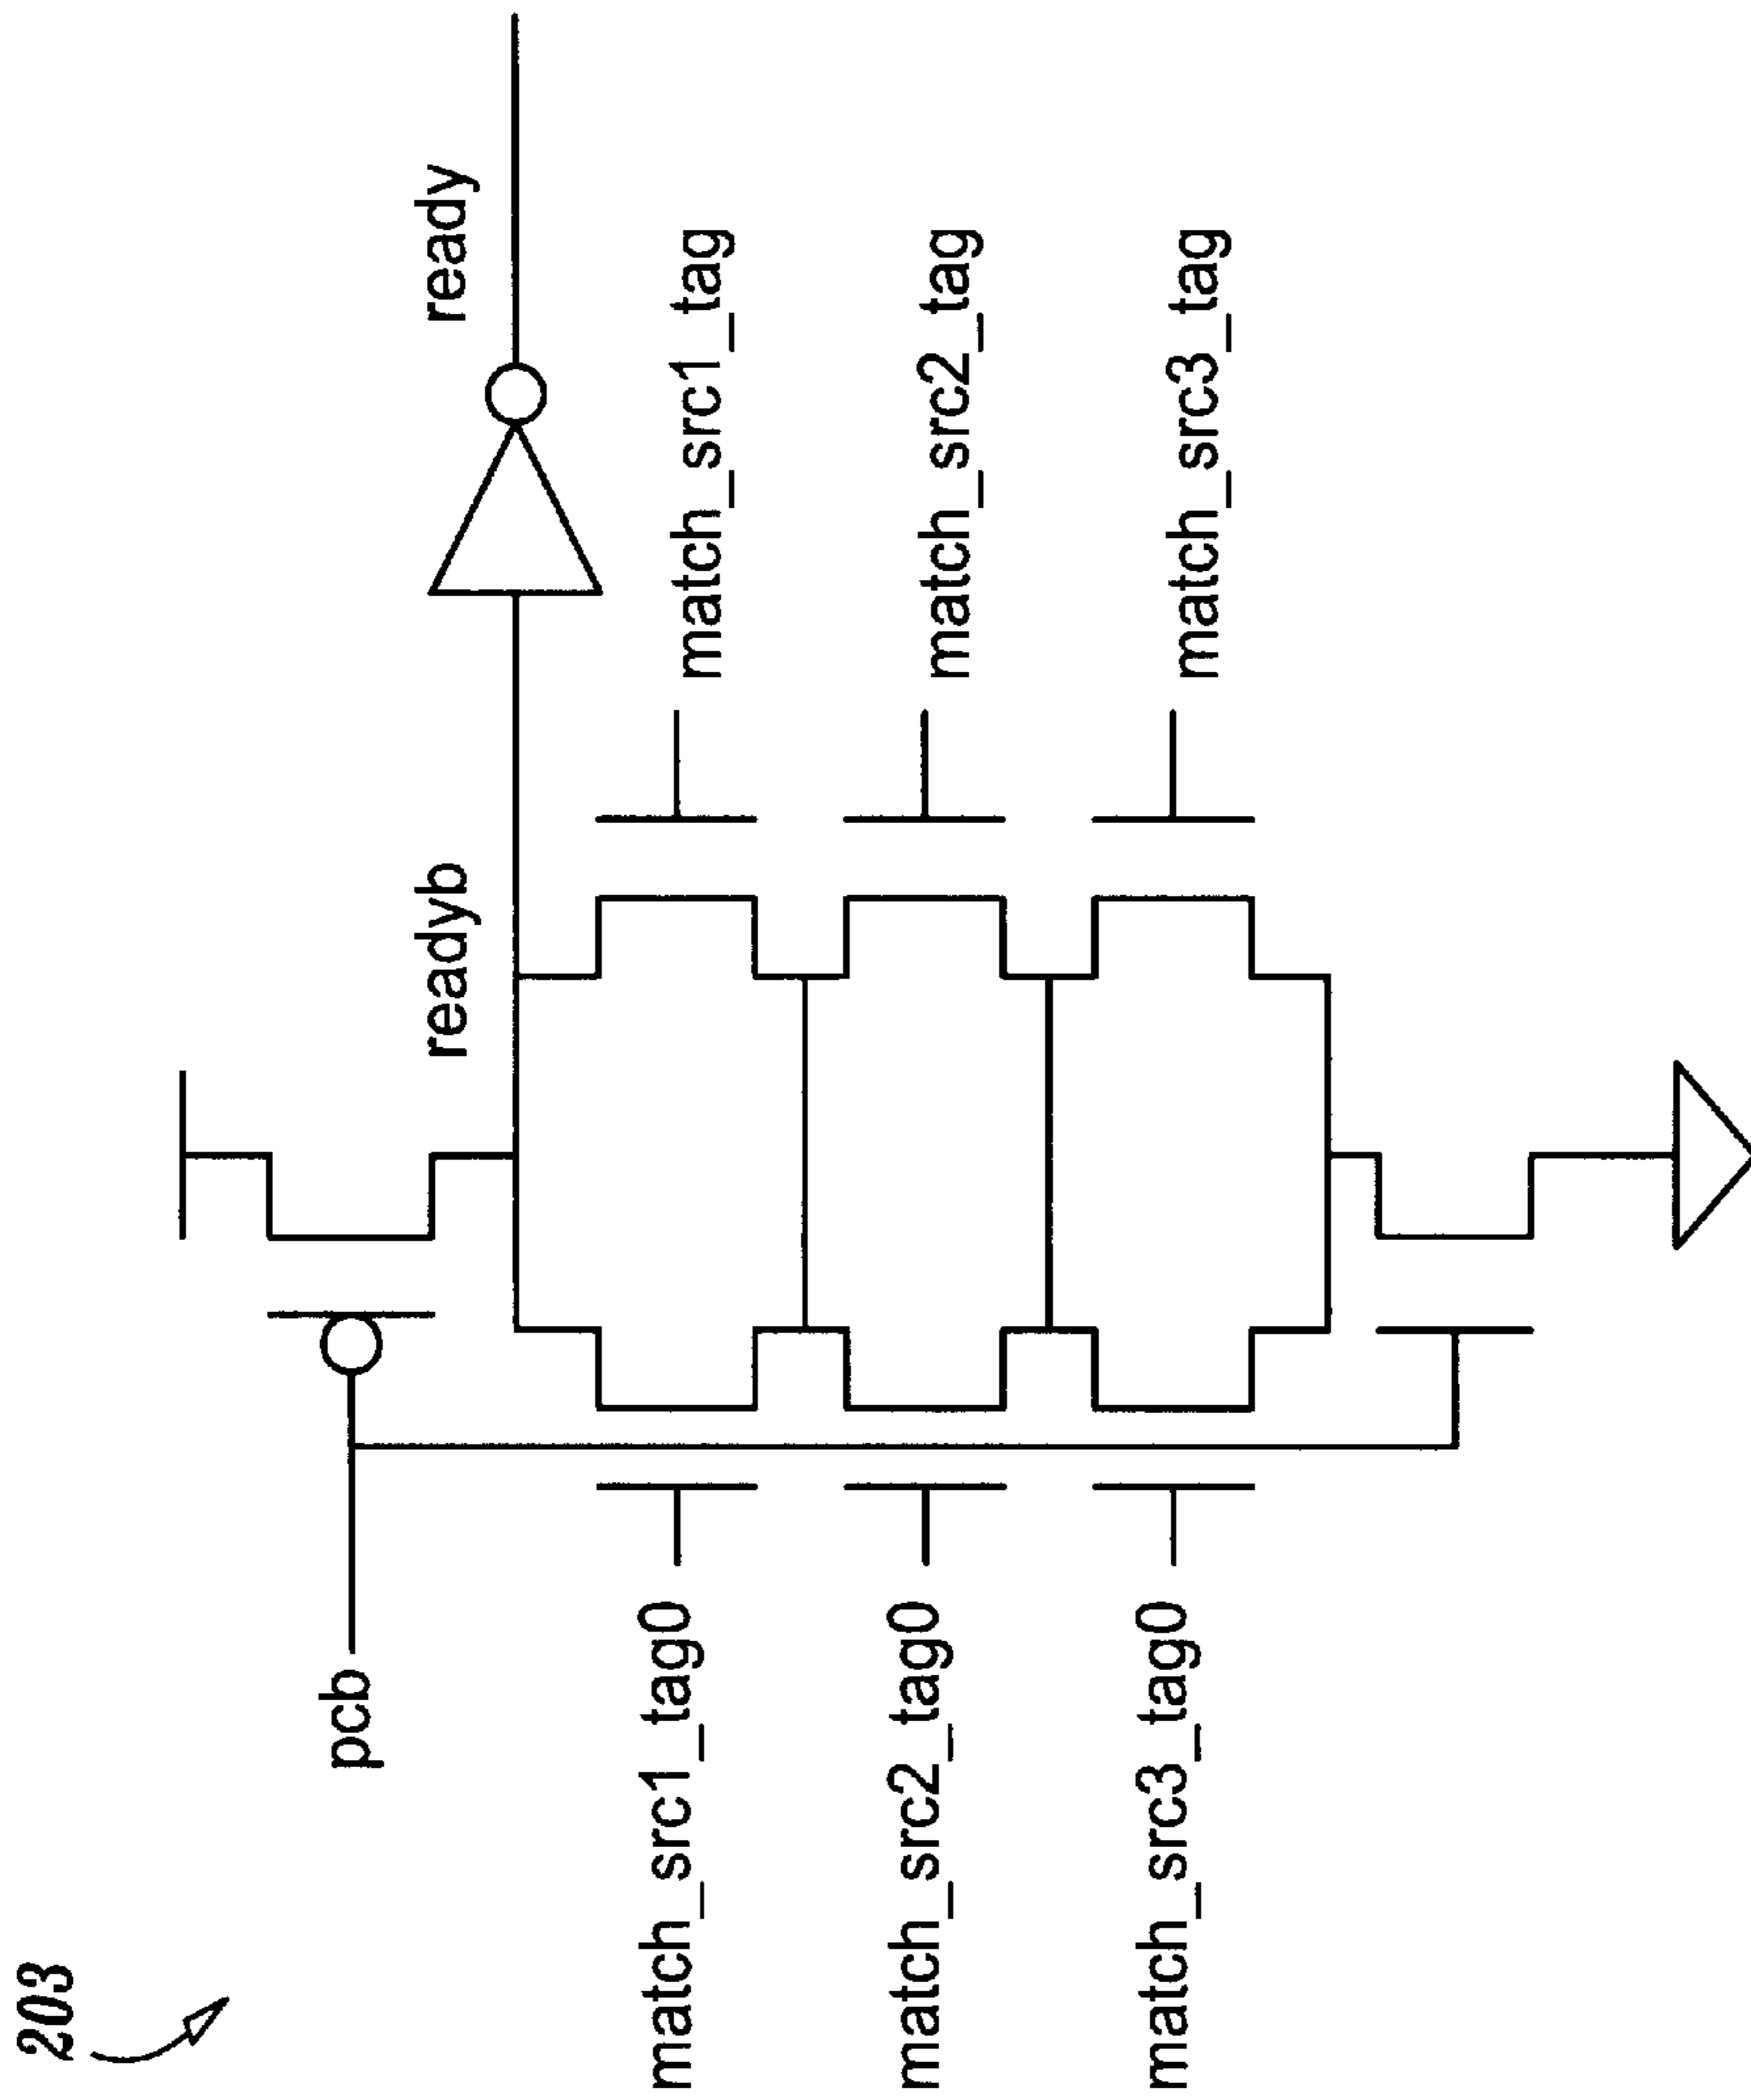 203
pcb
readyb
ready
match_src1_tag0
match_src1_tag
match_src2_tag0
match_src2_tag
match_src3_tag0
match_src3_tag